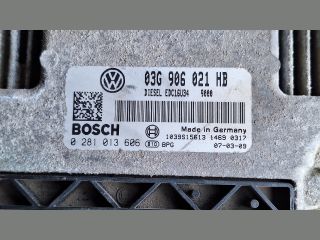 03G 906 021 HB
DIESEL EDC16U34 9000
BOSCH
Made in Germany
1039S15613 1469 0317
0 281 013 606 BPG 07-03-09